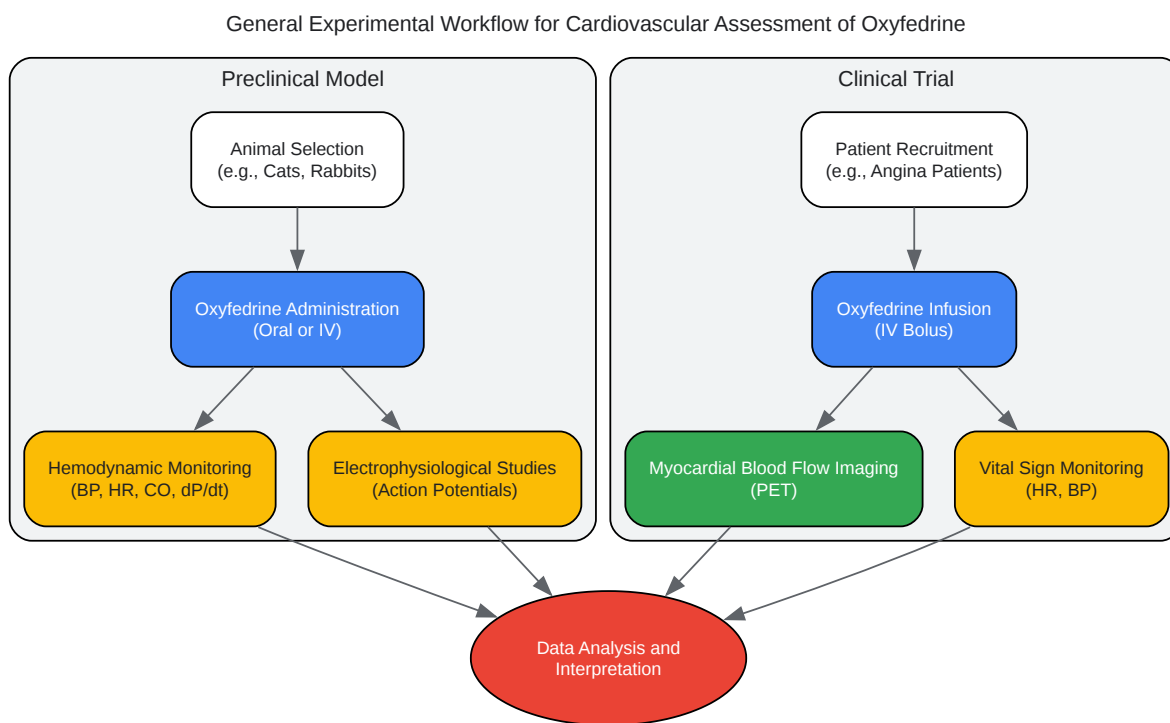 General Experimental Workflow for Cardiovascular Assessment of Oxyfedrine
Preclinical Model
Animal Selection
(e.g., Cats, Rabbits)
Oxyfedrine Administration
(Oral or IV)
Hemodynamic Monitoring
(BP, HR, CO, dP/dt)
Electrophysiological Studies
(Action Potentials)
Clinical Trial
Patient Recruitment
(e.g., Angina Patients)
Oxyfedrine Infusion
(IV Bolus)
Myocardial Blood Flow Imaging
(PET)
Vital Sign Monitoring
(HR, BP)
Data Analysis and
Interpretation